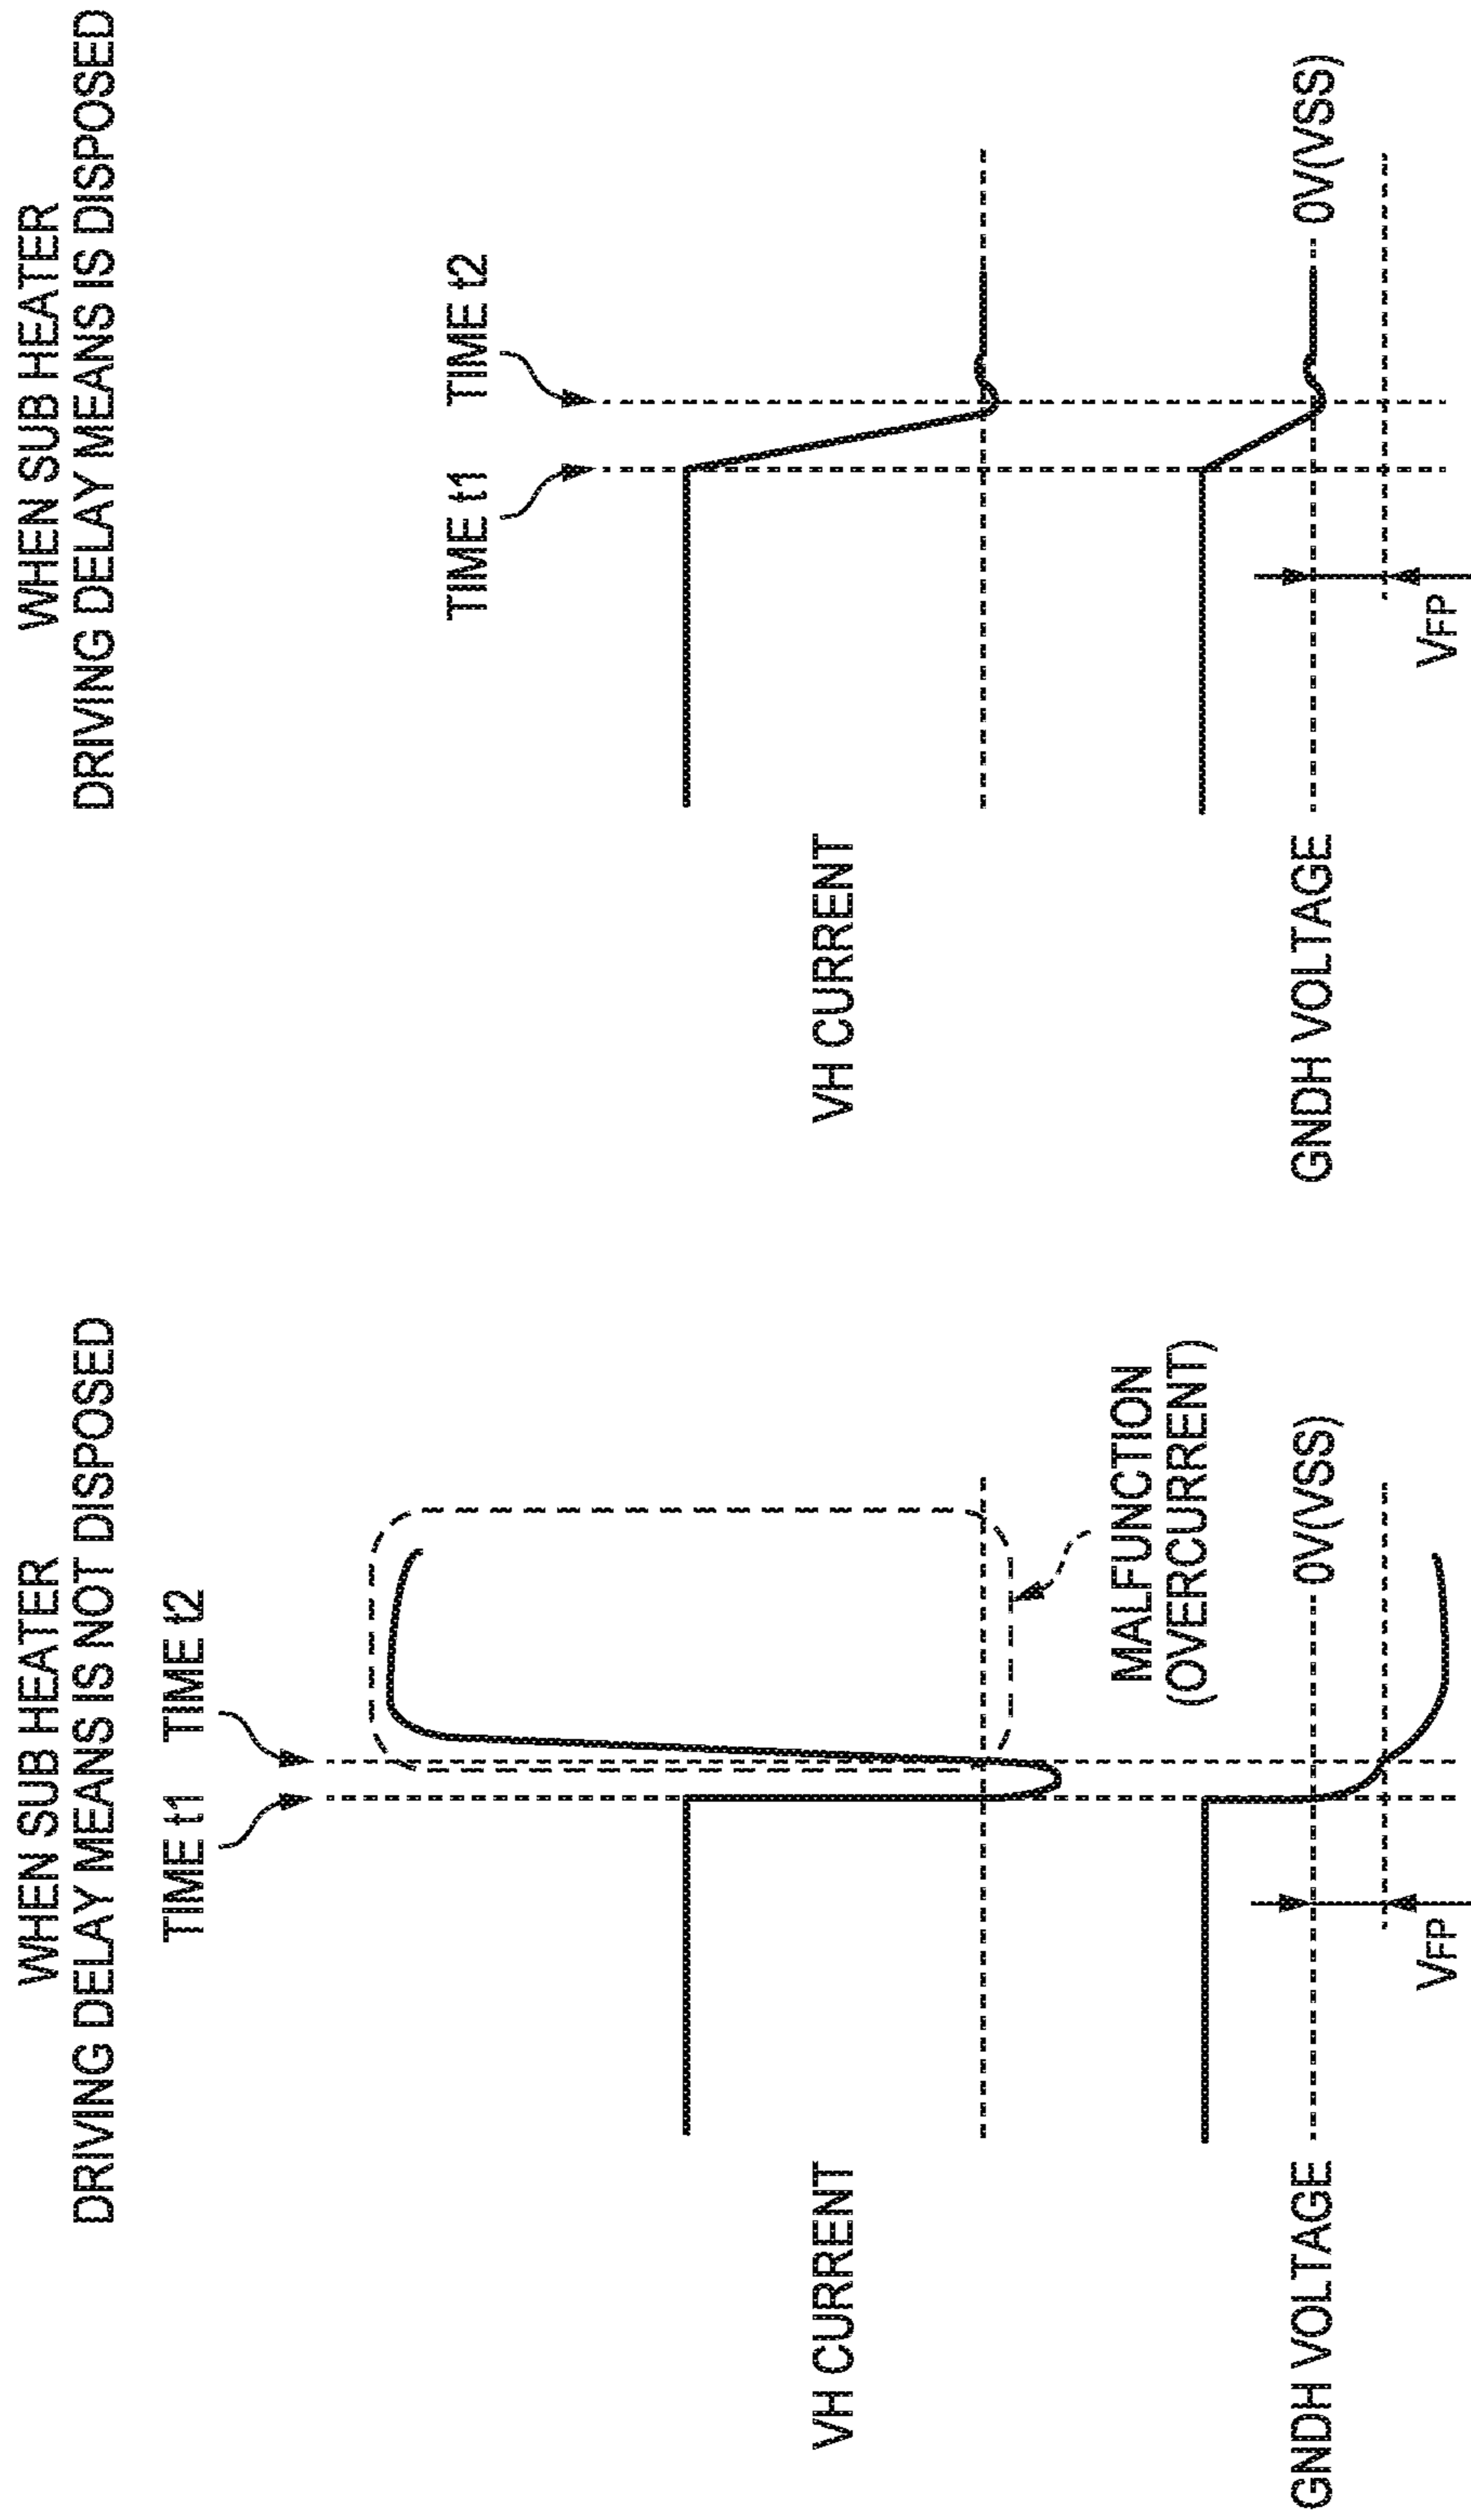 WHEN SUB HEATER
DRIVING DELAY MEANS IS NOT DISPOSED
TIME t1
TIME t2
VH CURRENT
MALFUNCTION
(OVERCURRENT)
GNDH VOLTAGE
0V(VSS)
VFP
WHEN SUB HEATER
DRIVING DELAY MEANS IS DISPOSED
TIME t1
TIME t2
VH CURRENT
GNDH VOLTAGE
0V(VSS)
VFP